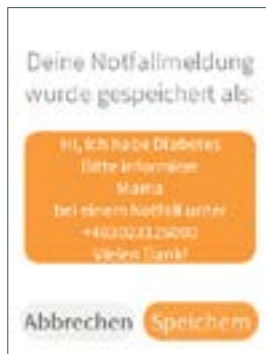 Deine Notfallmeldung
wurde gespeichert als:
Hi, ich habe Diabetes
Bitte informiere
Mama
bei einem Notfall unter
Vielen Dank!
Abbrechen Speichern